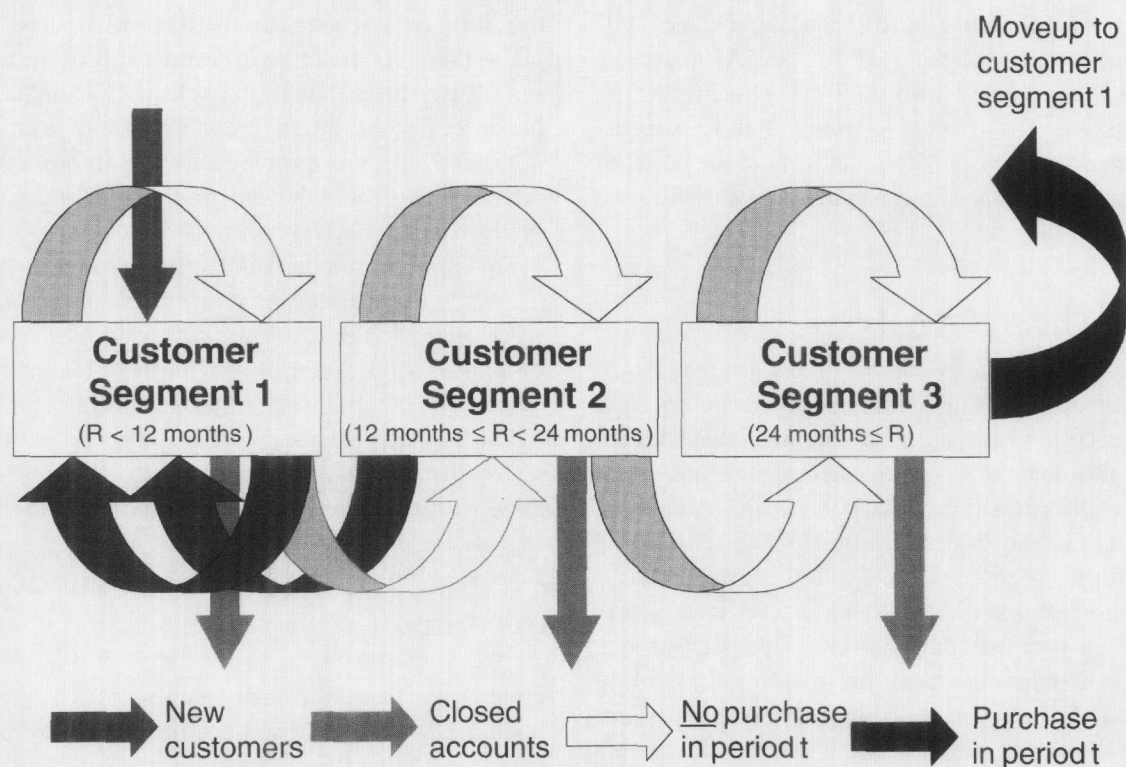 Moveup to
customer
segment 1
Customer
Segment 1
(R < 12 months)
Customer
Segment 2
(12 months ≤ R < 24 months)
Customer
Segment 3
(24 months ≤ R)
New
customers
Closed
accounts
No purchase
in period t
Purchase
in period t